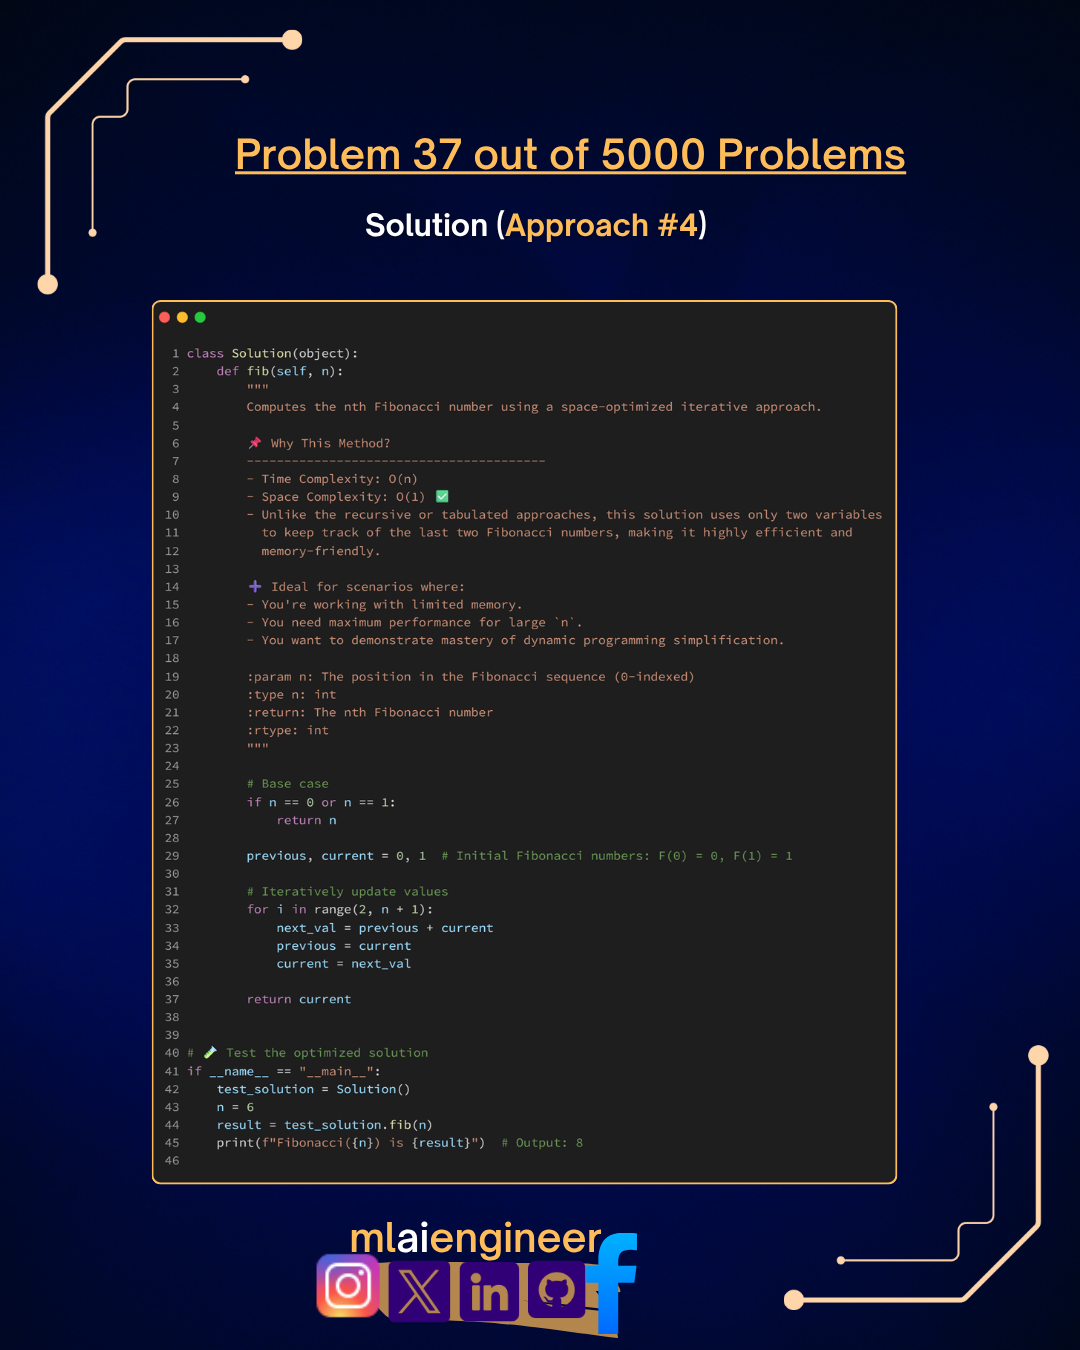 Problem 37 out of 5000 Problems
Solution (Approach #4)
1 class Solution(object):
2     def fib(self, n):
3         """
4         Computes the nth Fibonacci number using a space-optimized iterative approach.
5
6         📌 Why This Method?
7         ----------------------------------------
8         - Time Complexity: O(n)
9         - Space Complexity: O(1) ✅
10         - Unlike the recursive or tabulated approaches, this solution uses only two variables
11           to keep track of the last two Fibonacci numbers, making it highly efficient and
12           memory-friendly.
13
14         ➕ Ideal for scenarios where:
15         - You're working with limited memory.
16         - You need maximum performance for large `n`.
17         - You want to demonstrate mastery of dynamic programming simplification.
18
19         :param n: The position in the Fibonacci sequence (0-indexed)
20         :type n: int
21         :return: The nth Fibonacci number
22         :rtype: int
23         """
24
25         # Base case
26         if n == 0 or n == 1:
27             return n
28
29         previous, current = 0, 1  # Initial Fibonacci numbers: F(0) = 0, F(1) = 1
30
31         # Iteratively update values
32         for i in range(2, n + 1):
33             next_val = previous + current
34             previous = current
35             current = next_val
36
37         return current
38
39
40 # 🧪 Test the optimized solution
41 if __name__ == "__main__":
42     test_solution = Solution()
43     n = 6
44     result = test_solution.fib(n)
45     print(f"Fibonacci({n}) is {result}")  # Output: 8
46
mlaiengineer